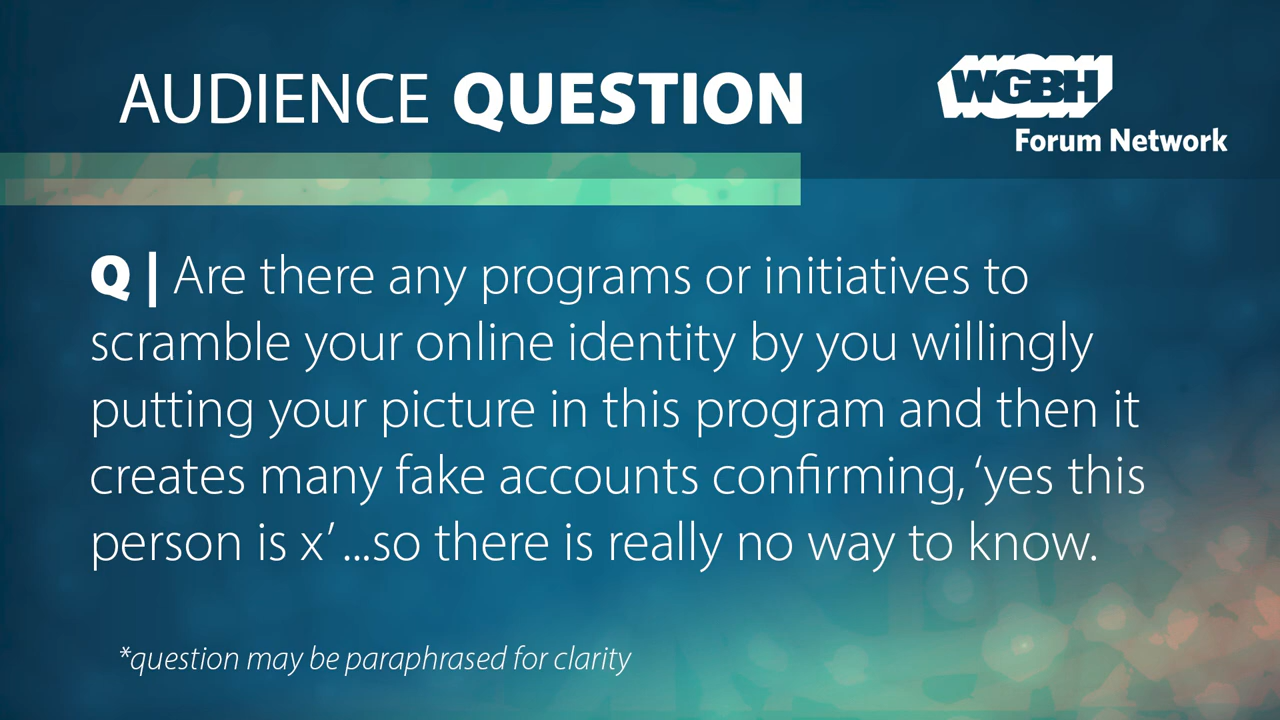 AUDIENCE QUESTION
WGBH
Forum Network
Q | Are there any programs or initiatives to
scramble your online identity by you willingly
putting your picture in this program and then it
creates many fake accounts confirming, ‘yes this
person is x’ ...so there is really no way to know.
*question may be paraphrased for clarity